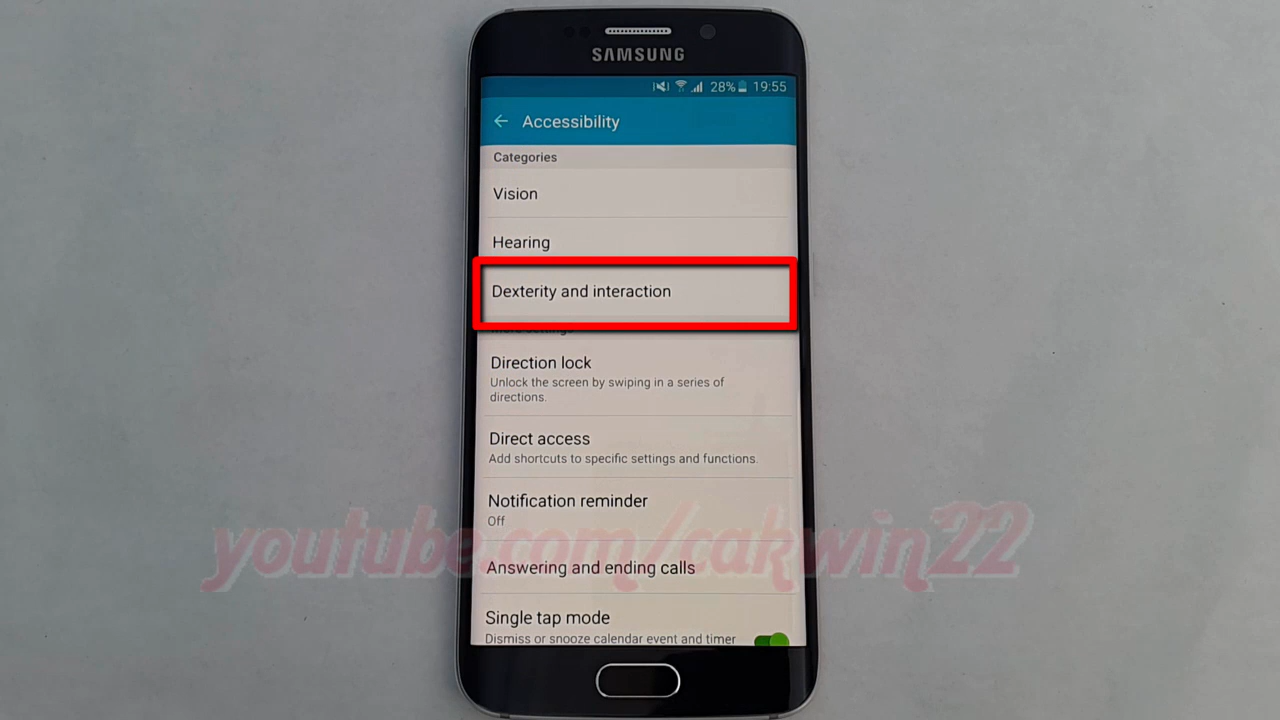 SAMSUNG
28% 19:55
Accessibility
Categories
Vision
Hearing
Dexterity and interaction
More settings
Direction lock
Unlock the screen by swiping in a series of
directions.
Direct access
Add shortcuts to specific settings and functions.
Notification reminder
Off
youtube.com/cakwin22
Answering and ending calls
Single tap mode
Dismiss or snooze calendar event and timer